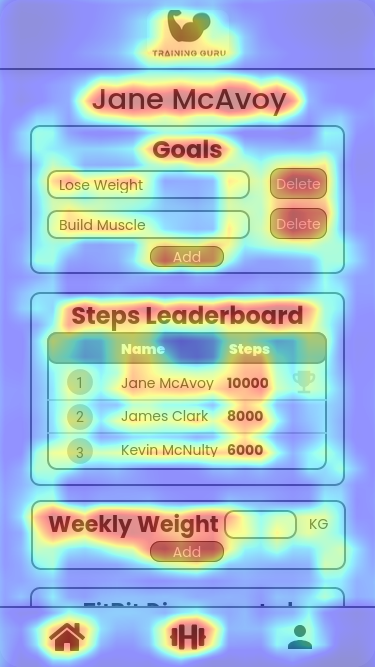 TRAINING GURU
Jane McAvoy
Goals
Lose Weight Delete
Build Muscle Delete
Add
Steps Leaderboard
Name Steps
1 Jane McAvoy 10000
2 James Clark 8000
3 Kevin McNulty 6000
Weekly Weight KG
Add